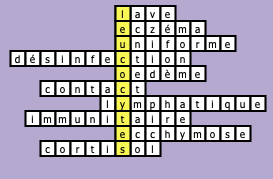 lave
eczéma
uniforme
désinfection
oedème
contact
lymphatique
immunitaire
ecchymose
cortisol